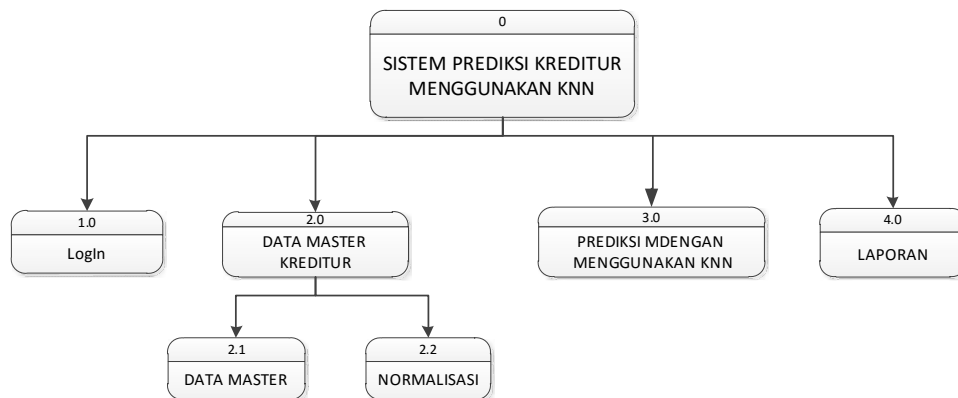 0
SISTEM PREDIKSI KREDITUR
MENGGUNAKAN KNN
1.0
LogIn
2.0
DATA MASTER
KREDITUR
3.0
PREDIKSI MDENGAN
MENGGUNAKAN KNN
4.0
LAPORAN
2.1
DATA MASTER
2.2
NORMALISASI